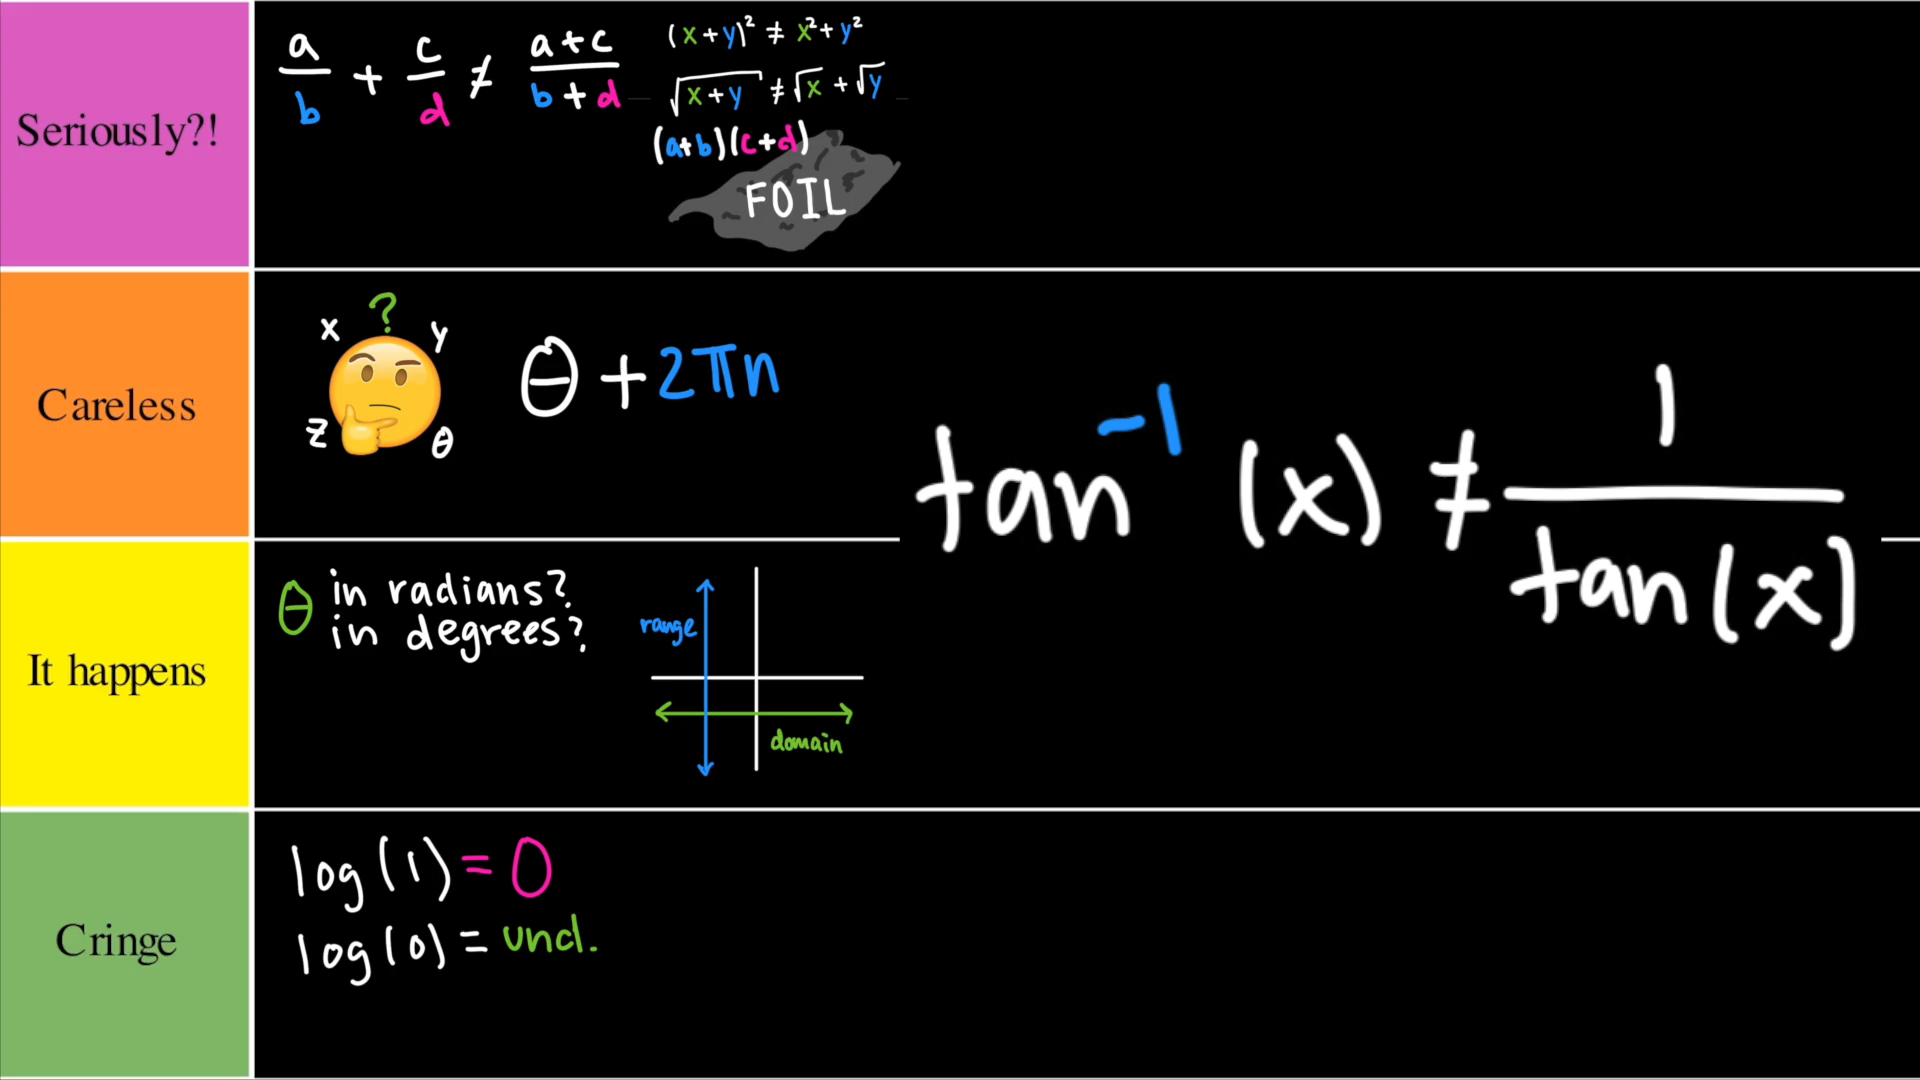 Seriously?!
a/b + c/d ≠ (a+c)/(b+d)
(x+y)² ≠ x²+y²
√(x+y) ≠ √x + √y
(a+b)(c+d)
FOIL
Careless
?
x y
z θ
θ + 2πn
tan⁻¹(x) ≠ 1/tan(x)
It happens
θ in radians?
in degrees?
range
domain
Cringe
log(1) = 0
log(0) = und.